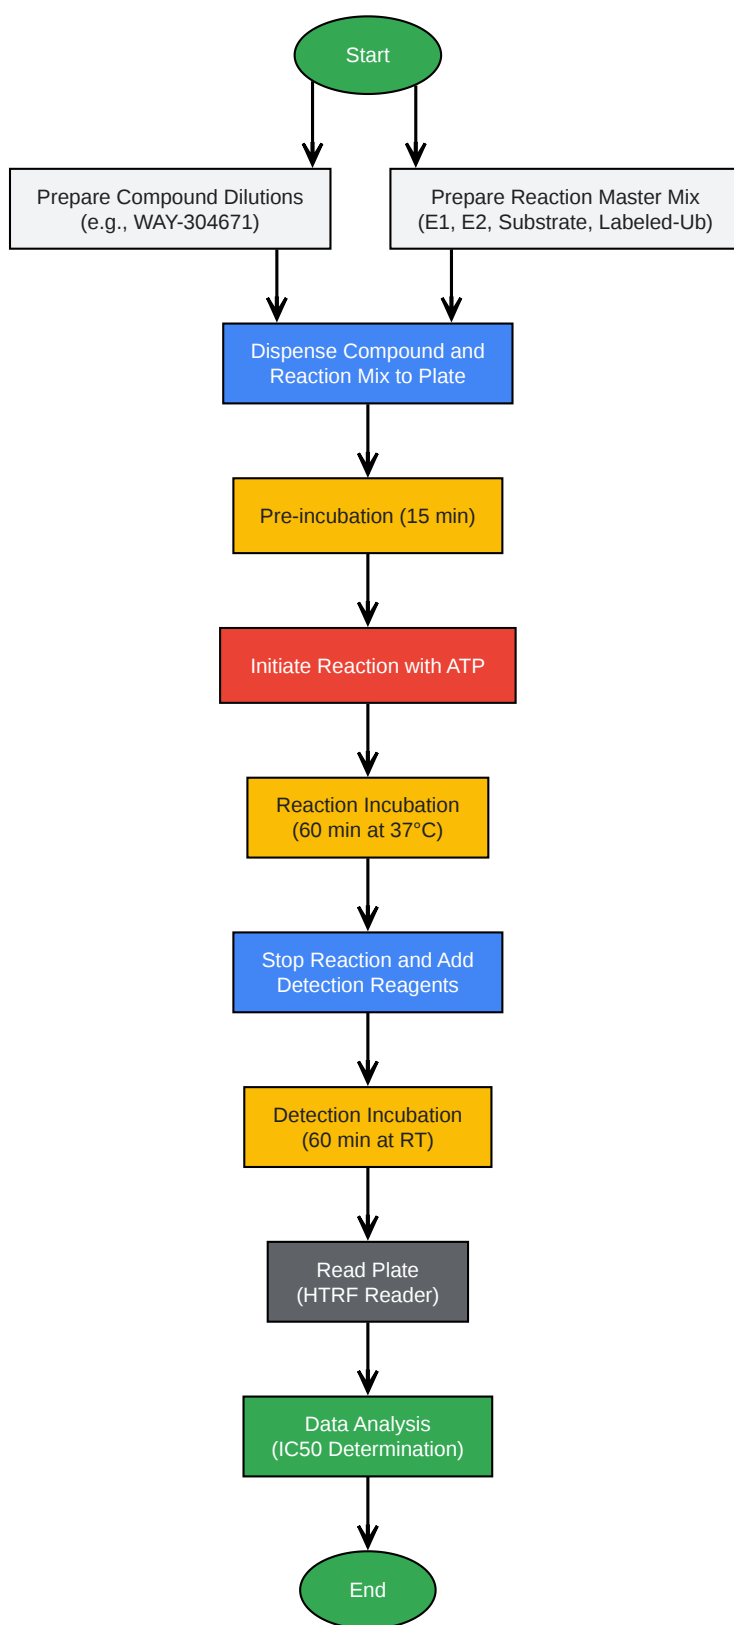 Start
Prepare Compound Dilutions
(e.g., WAY-304671)
Prepare Reaction Master Mix
(E1, E2, Substrate, Labeled-Ub)
Dispense Compound and
Reaction Mix to Plate
Pre-incubation (15 min)
Initiate Reaction with ATP
Reaction Incubation
(60 min at 37°C)
Stop Reaction and Add
Detection Reagents
Detection Incubation
(60 min at RT)
Read Plate
(HTRF Reader)
Data Analysis
(IC50 Determination)
End